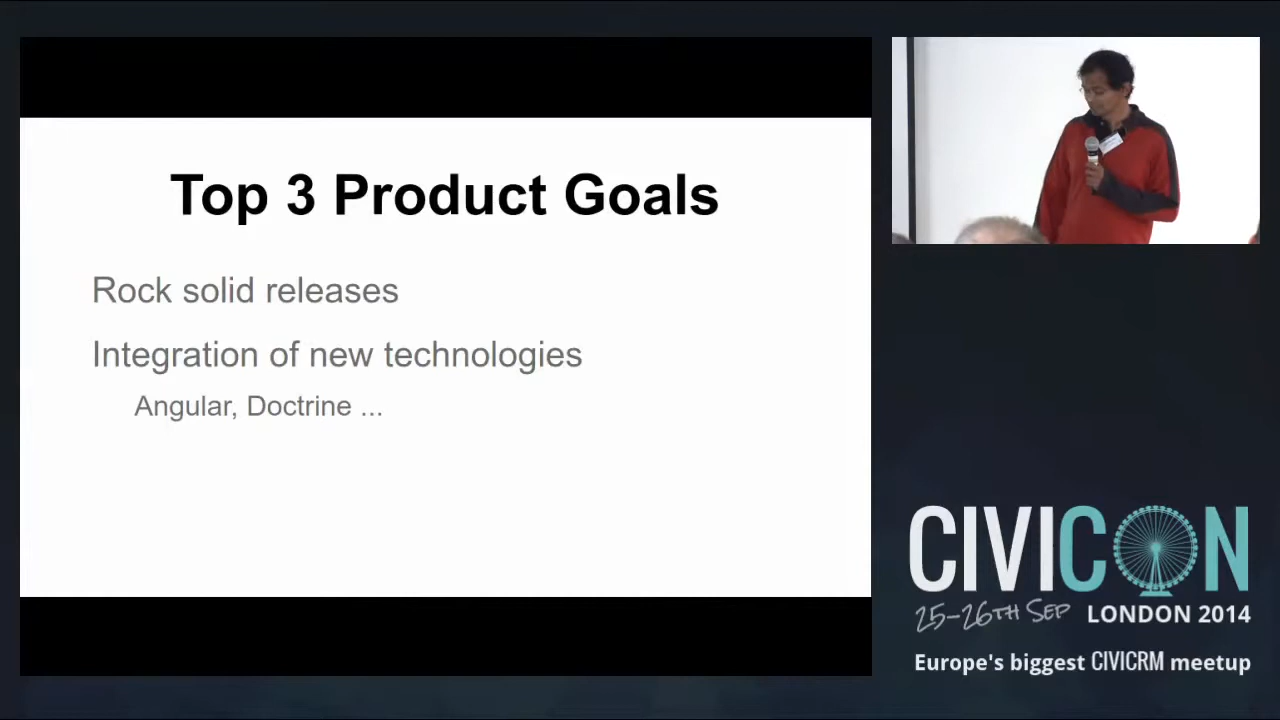 Top 3 Product Goals
Rock solid releases
Integration of new technologies
Angular, Doctrine ...
CIVICON
25-26TH SEP LONDON 2014
Europe's biggest CIVICRM meetup